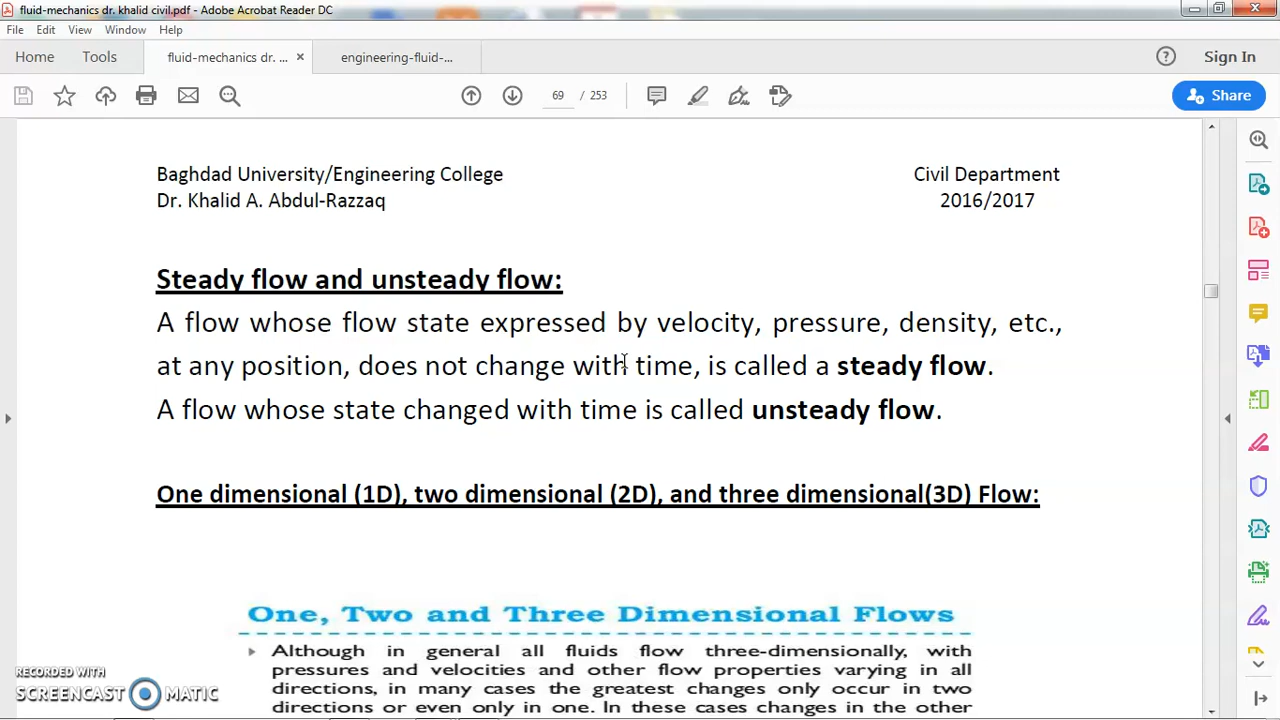 fluid-mechanics dr. khalid civil.pdf - Adobe Acrobat Reader DC
File Edit View Window Help
Home Tools fluid-mechanics dr. ... × engineering-fluid-... Sign In
69 / 253 Share
Baghdad University/Engineering College Civil Department
Dr. Khalid A. Abdul-Razzaq 2016/2017
Steady flow and unsteady flow:
A flow whose flow state expressed by velocity, pressure, density, etc.,
at any position, does not change with time, is called a steady flow.
A flow whose state changed with time is called unsteady flow.
One dimensional (1D), two dimensional (2D), and three dimensional(3D) Flow:
One, Two and Three Dimensional Flows
Although in general all fluids flow three-dimensionally, with
pressures and velocities and other flow properties varying in all
directions, in many cases the greatest changes only occur in two
directions or even only in one. In these cases changes in the other
RECORDED WITH
SCREENCAST MATIC